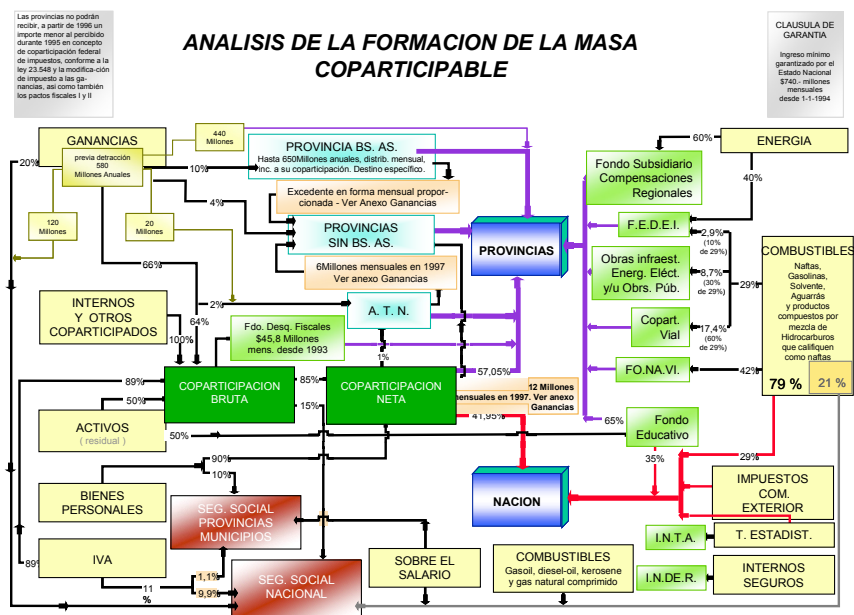 Las provincias no podrán
recibir, a partir de 1996 un
importe menor al percibido
durante 1995 en concepto
de coparticipación federal
de impuestos, conforme a la
ley 23.548 y la modifica-ción
de impuesto a las ga-
nancias, así como también
los pactos fiscales I y II
ANALISIS DE LA FORMACION DE LA MASA
COPARTICIPABLE
CLAUSULA DE
GARANTIA
Ingreso mínimo
garantizado por el
Estado Nacional
$740.- millones
mensuales
desde 1-1-1994
GANANCIAS
previa detracción
580
Millones Anuales
20%
440
Millones
10%
4%
120
Millones
20
Millones
66%
64%
2%
PROVINCIA BS. AS.
Hasta 650Millones anuales, distrib. mensual,
inc. a su coparticipación. Destino específico.
Excedente en forma mensual propor-
cionada - Ver Anexo Ganancias
PROVINCIAS
SIN BS. AS.
6Millones mensuales en 1997
Ver anexo Ganancias
A. T. N.
1%
PROVINCIAS
60%
ENERGIA
40%
Fondo Subsidiario
Compensaciones
Regionales
F.E.D.E.I.
2,9%
(10%
de 29%)
Obras infraest.
Energ. Eléct.
y/u Obrs. Púb.
8,7%
(30%
de 29%)
29%
Copart.
Vial
17,4%
(60%
de 29%)
FO.NA.VI.
42%
COMBUSTIBLES
Naftas,
Gasolinas,
Solvente,
Aguarrás
y productos
compuestos por
mezcla de
Hidrocarburos
que califiquen
como naftas
79 %
21 %
INTERNOS
Y OTROS
COPARTICIPADOS
100%
Fdo. Desq. Fiscales
$45,8 Millones
mens. desde 1993
89%
50%
COPARTICIPACION
BRUTA
85%
15%
COPARTICIPACION
NETA
57,05%
12 Millones
ensuales en 1997. Ver anexo
Ganancias
41,95%
65%
Fondo
Educativo
35%
29%
ACTIVOS
( residual )
50%
90%
10%
BIENES
PERSONALES
SEG. SOCIAL
PROVINCIAS
MUNICIPIOS
NACION
IMPUESTOS
COM.
EXTERIOR
I.N.T.A.
T. ESTADIST.
IVA
89%
11
%
1,1%
9,9%
SEG. SOCIAL
NACIONAL
SOBRE EL
SALARIO
COMBUSTIBLES
Gasoil, diesel-oil, kerosene
y gas natural comprimido
I.N.DE.R.
INTERNOS
SEGUROS